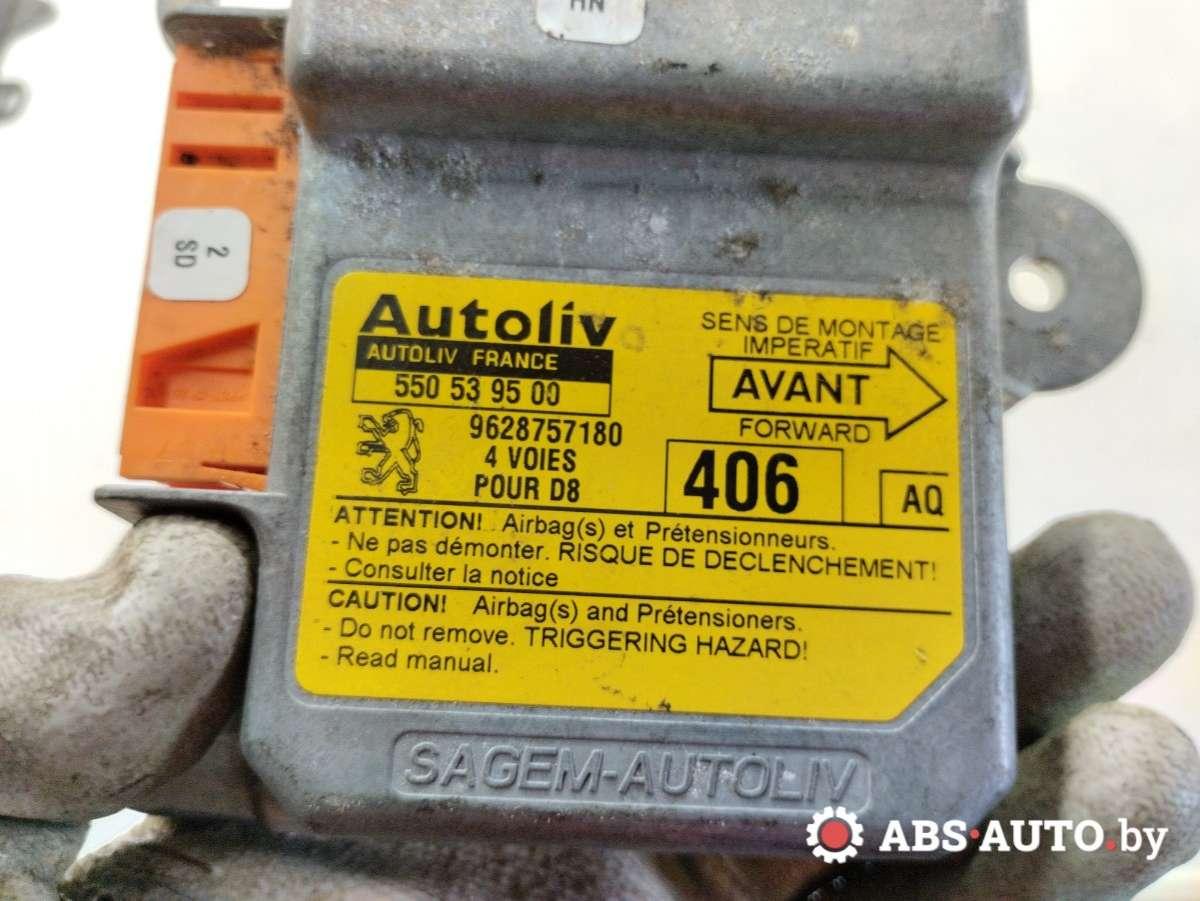 HN
2
SD
Autoliv
AUTOLIV FRANCE
550 53 95 00
9628757180
4 VOIES
POUR D8
SENS DE MONTAGE
IMPERATIF
AVANT
FORWARD
406
AQ
ATTENTION! Airbag(s) et Prétensionneurs.
- Ne pas démonter. RISQUE DE DECLENCHEMENT!
- Consulter la notice
CAUTION! Airbag(s) and Prétensioners.
- Do not remove. TRIGGERING HAZARD!
- Read manual.
SAGEM-AUTOLIV
ABS-AUTO.by